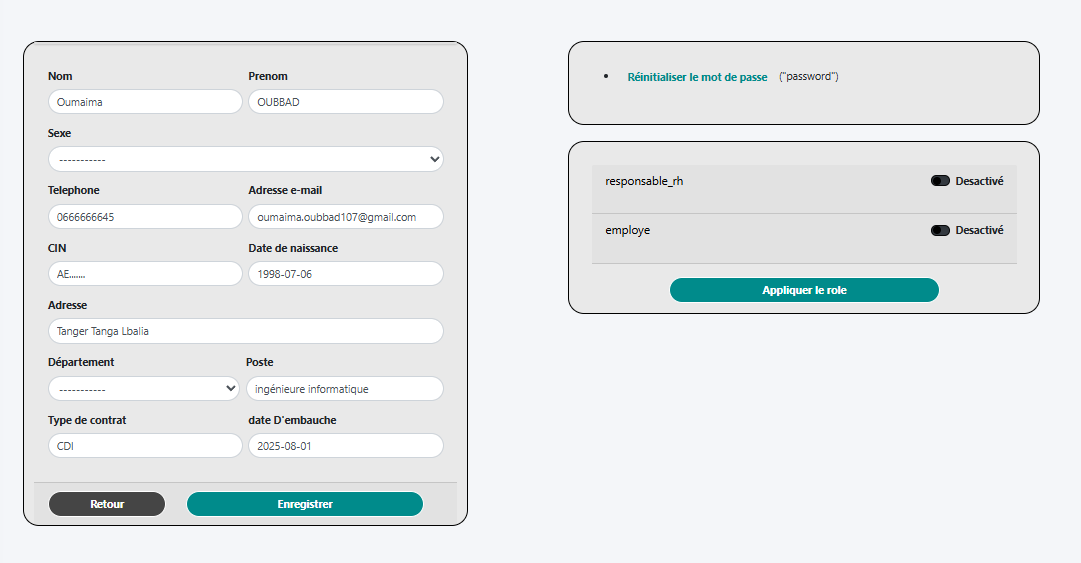 Nom Prenom
Oumaima OUBBAD
Sexe
-----------
Telephone Adresse e-mail
0666666645 oumaima.oubbad107@gmail.com
CIN Date de naissance
AE....... 1998-07-06
Adresse
Tanger Tanga Lbalia
Département Poste
----------- ingénieure informatique
Type de contrat date D'embauche
CDI 2025-08-01
Retour Enregistrer
• Réinitialiser le mot de passe ("password")
responsable_rh Desactivé
employe Desactivé
Appliquer le role